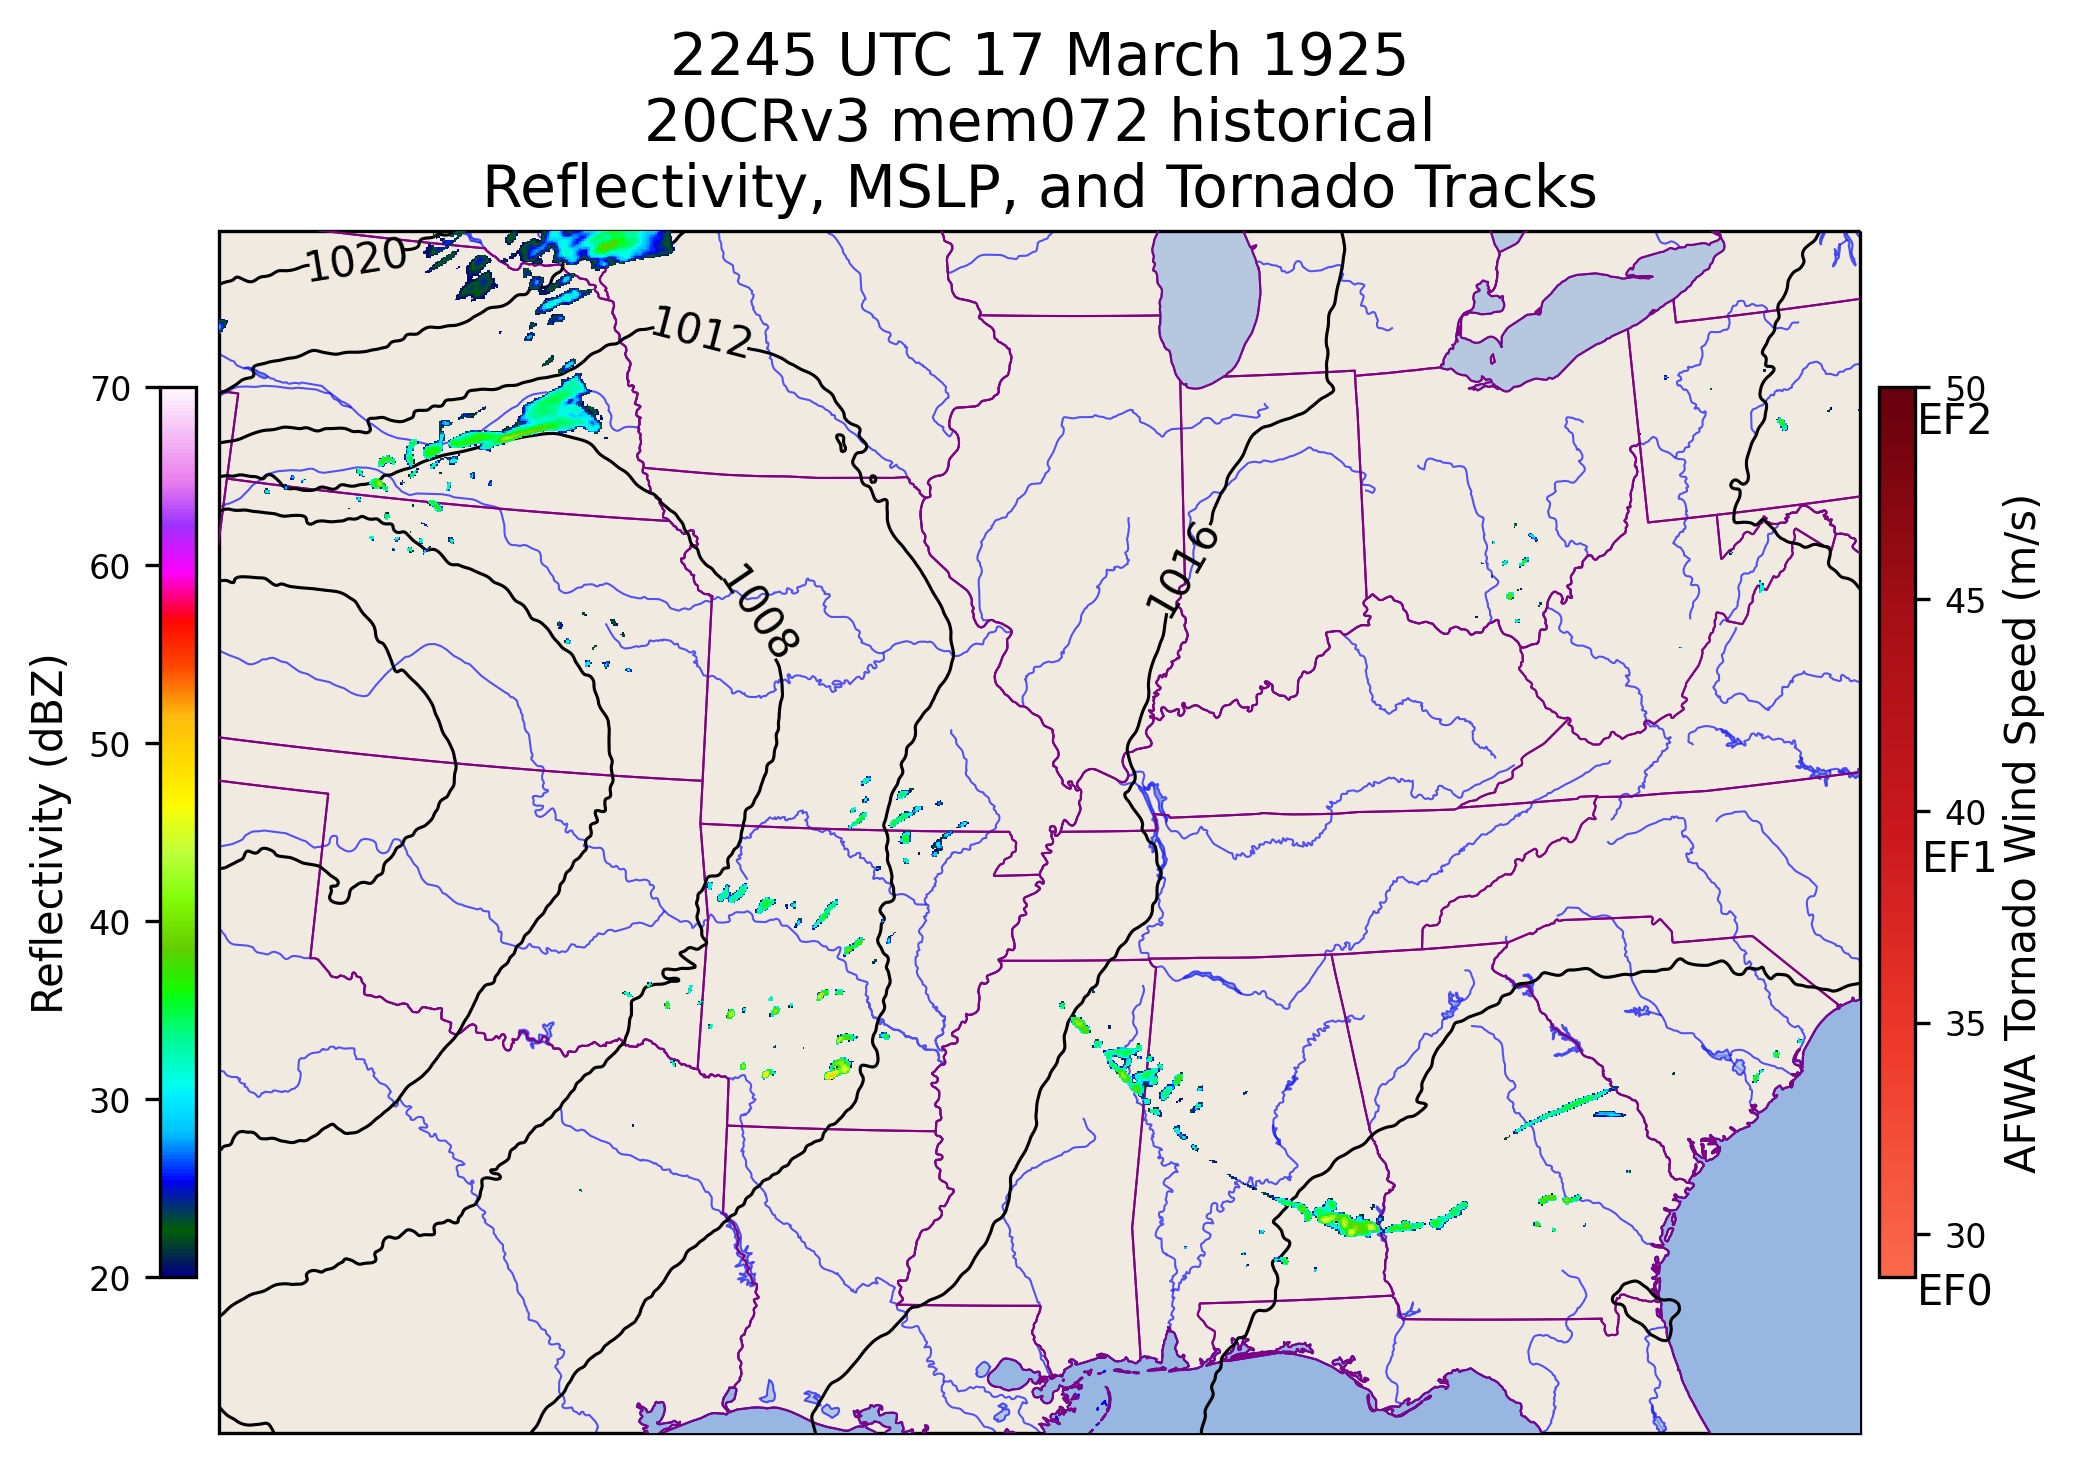 2245 UTC 17 March 1925
20CRv3 mem072 historical
Reflectivity, MSLP, and Tornado Tracks
1020
1012
1008
1016
70
60
50
40
30
20
Reflectivity (dBZ)
50
EF2
45
40
EF1
35
30
EF0
AFWA Tornado Wind Speed (m/s)